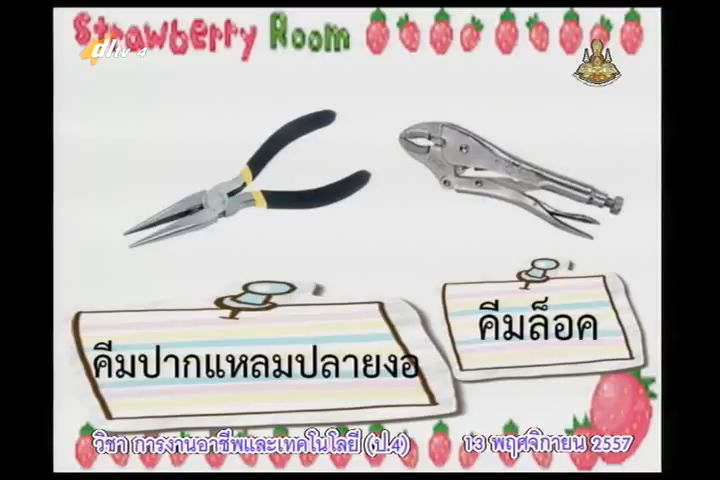 Strawberry Room
dltv 4
คีมปากแหลมปลายงอ
คีมล็อค
วิชา การงานอาชีพและเทคโนโลยี (ป.4)
13 พฤศจิกายน 2557